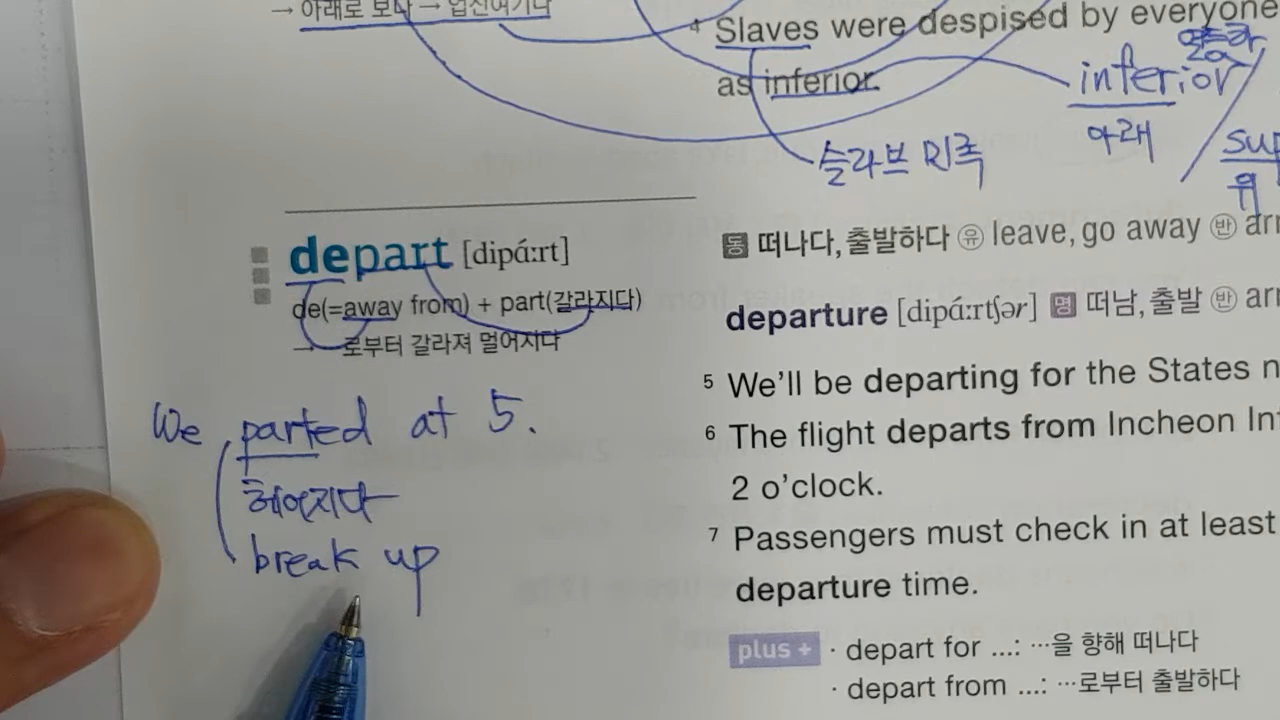 → 아래로 보다 → 업신여기다
4 Slaves were despised by everyone
as inferior.
열등한
inferior
아래
sup
위
슬라브 민족
depart [dipá:rt]
de(=away from) + part(갈라지다)
→ ~로부터 갈라져 멀어지다
We parted at 5.
헤어지다
break up
동 떠나다, 출발하다 유 leave, go away 반
departure [dipá:rtʃər] 명 떠남, 출발 반
5 We'll be departing for the States
6 The flight departs from Incheon
2 o'clock.
7 Passengers must check in at least
departure time.
plus + · depart for ...: ···을 향해 떠나다
· depart from ...: ···로부터 출발하다